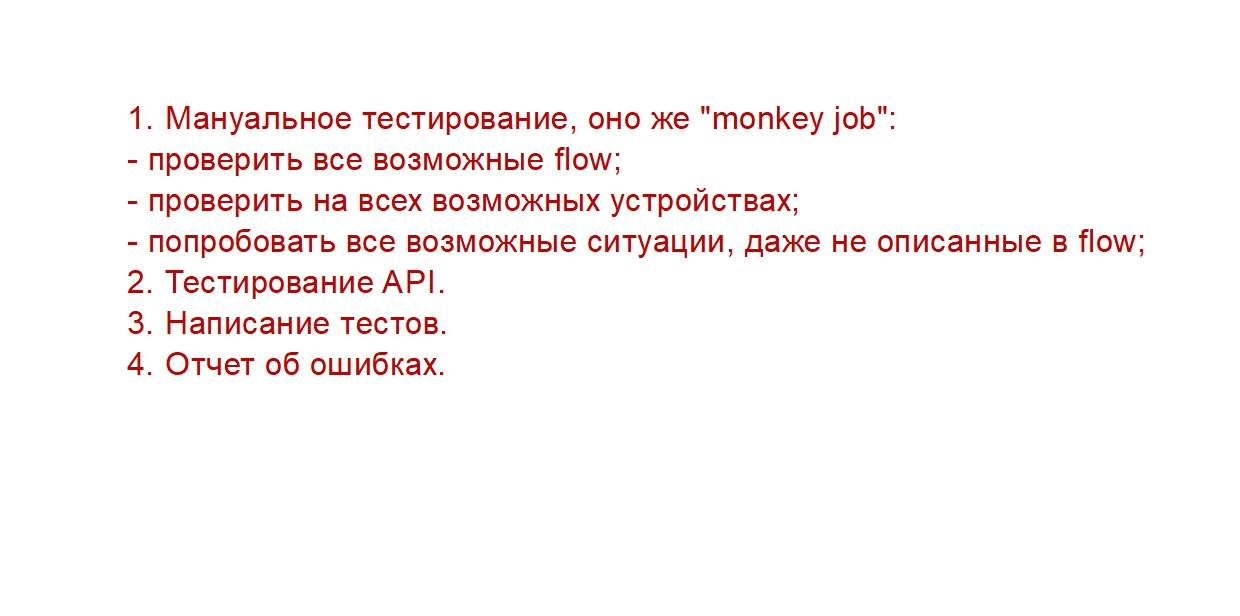 1. Мануальное тестирование, оно же "monkey job":
- проверить все возможные flow;
- проверить на всех возможных устройствах;
- попробовать все возможные ситуации, даже не описанные в flow;
2. Тестирование API.
3. Написание тестов.
4. Отчет об ошибках.